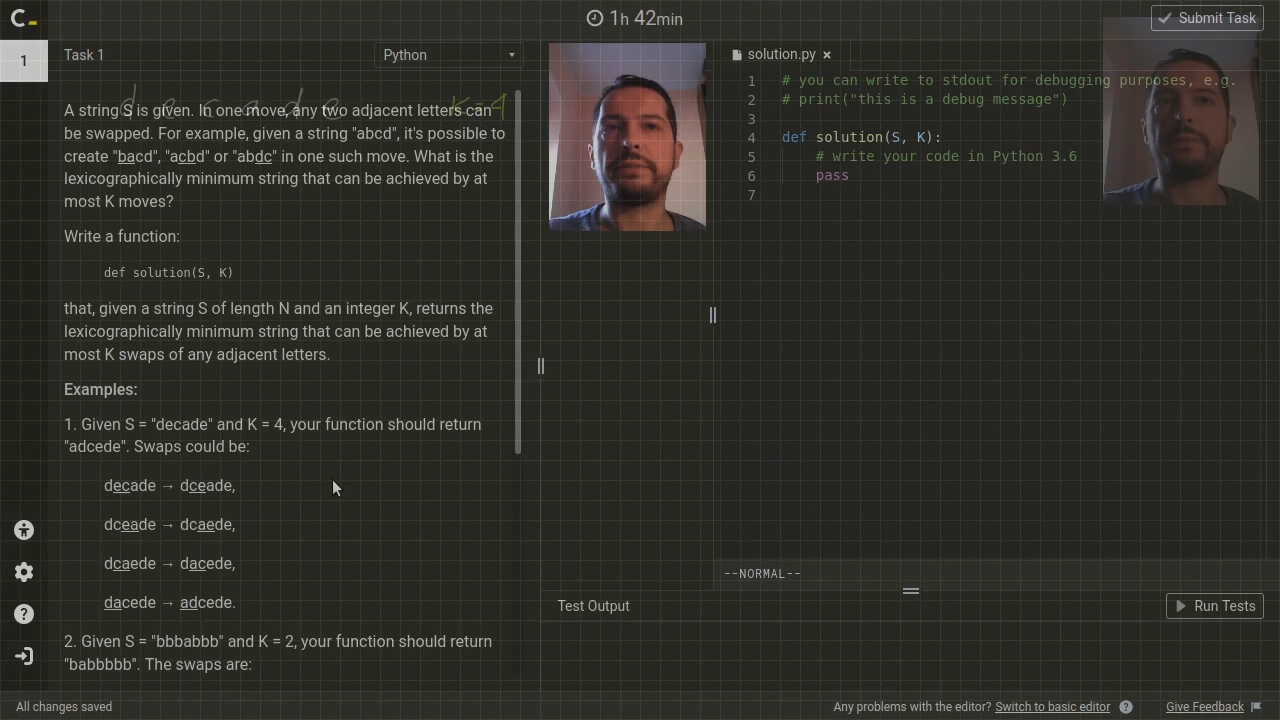 C_
1h 42min
Submit Task
1
Task 1
Python
solution.py ×
d e c a d e K=4
A string S is given. In one move, any two adjacent letters can
be swapped. For example, given a string "abcd", it's possible to
create "bacd", "acbd" or "abdc" in one such move. What is the
lexicographically minimum string that can be achieved by at
most K moves?
Write a function:
def solution(S, K)
that, given a string S of length N and an integer K, returns the
lexicographically minimum string that can be achieved by at
most K swaps of any adjacent letters.
Examples:
1. Given S = "decade" and K = 4, your function should return
"adcede". Swaps could be:
decade → dceade,
dceade → dcaede,
dcaede → dacede,
dacede → adcede.
2. Given S = "bbbabbb" and K = 2, your function should return
"babbbbb". The swaps are:
1 # you can write to stdout for debugging purposes, e.g.
2 # print("this is a debug message")
3
4 def solution(S, K):
5 # write your code in Python 3.6
6 pass
7
--NORMAL--
Test Output
Run Tests
All changes saved
Any problems with the editor? Switch to basic editor ?
Give Feedback